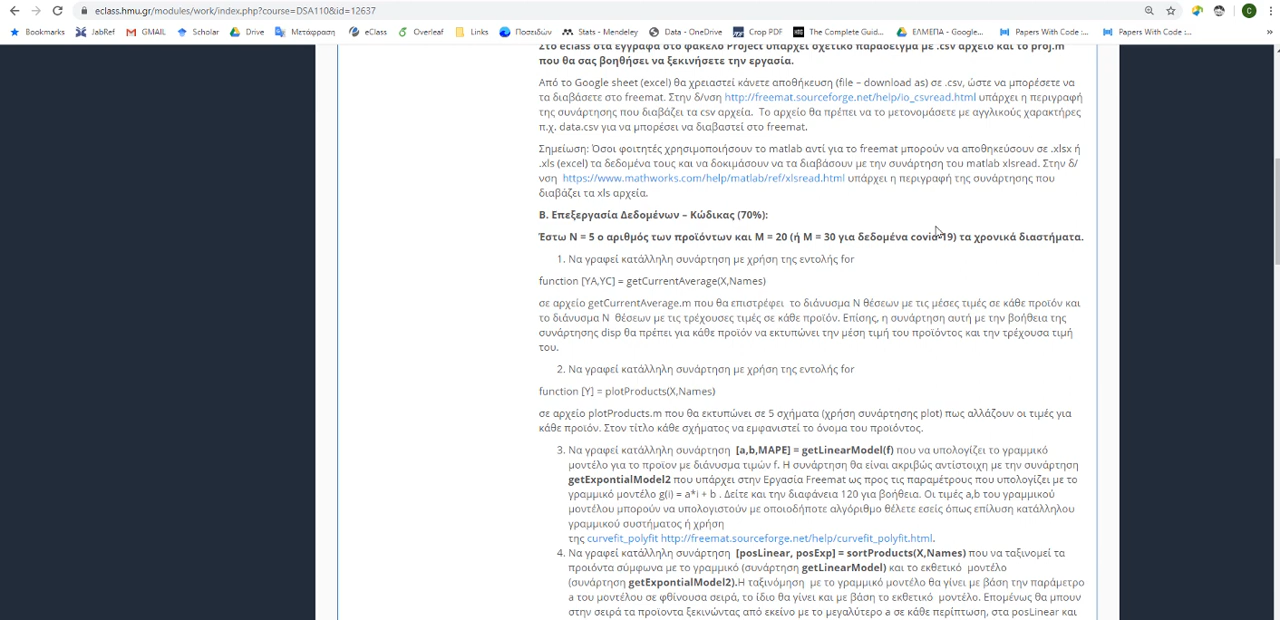 eclass.hmu.gr/modules/work/index.php?course=DSA110&id=12637
Bookmarks JabRef GMAIL Scholar Drive Μετάφραση eClass Overleaf Links Ποσειδών Stats - Mendeley Data - OneDrive Crop PDF The Complete Guid... ΕΛΜΕΠΑ - Google... Papers With Code :... Papers With Code :... »
Στο eclass στα έγγραφα στο φάκελο Project υπάρχει σχετικό παράδειγμα με .csv αρχείο και το proj.m
που θα σας βοηθήσει να ξεκινήσετε την εργασία.
Από το Google sheet (excel) θα χρειαστεί κάνετε αποθήκευση (file – download as) σε .csv, ώστε να μπορέσετε να
τα διαβάσετε στο freemat. Στην δ/νση http://freemat.sourceforge.net/help/io_csvread.html υπάρχει η περιγραφή
της συνάρτησης που διαβάζει τα csv αρχεία. Το αρχείο θα πρέπει να το μετονομάσετε με αγγλικούς χαρακτήρες
π.χ. data.csv για να μπορέσει να διαβαστεί στο freemat.
Σημείωση: Όσοι φοιτητές χρησιμοποιήσουν το matlab αντί για το freemat μπορούν να αποθηκεύσουν σε .xlsx ή
.xls (excel) τα δεδομένα τους και να δοκιμάσουν να τα διαβάσουν με την συνάρτηση του matlab xlsread. Στην δ/
νση https://www.mathworks.com/help/matlab/ref/xlsread.html υπάρχει η περιγραφή της συνάρτησης που
διαβάζει τα xls αρχεία.
Β. Επεξεργασία Δεδομένων – Κώδικας (70%):
Έστω N = 5 ο αριθμός των προϊόντων και M = 20 (ή M = 30 για δεδομένα covid-19) τα χρονικά διαστήματα.
1. Να γραφεί κατάλληλη συνάρτηση με χρήση της εντολής for
function [YA,YC] = getCurrentAverage(X,Names)
σε αρχείο getCurrentAverage.m που θα επιστρέφει το διάνυσμα N θέσεων με τις μέσες τιμές σε κάθε προϊόν και
το διάνυσμα N θέσεων με τις τρέχουσες τιμές σε κάθε προϊόν. Επίσης, η συνάρτηση αυτή με την βοήθεια της
συνάρτησης disp θα πρέπει για κάθε προϊόν να εκτυπώνει την μέση τιμή του προϊόντος και την τρέχουσα τιμή
του.
2. Να γραφεί κατάλληλη συνάρτηση με χρήση της εντολής for
function [Y] = plotProducts(X,Names)
σε αρχείο plotProducts.m που θα εκτυπώνει σε 5 σχήματα (χρήση συνάρτησης plot) πως αλλάζουν οι τιμές για
κάθε προϊόν. Στον τίτλο κάθε σχήματος να εμφανιστεί το όνομα του προϊόντος.
3. Να γραφεί κατάλληλη συνάρτηση [a,b,MAPE] = getLinearModel(f) που να υπολογίζει το γραμμικό
μοντέλο για το προϊον με διάνυσμα τιμών f. Η συνάρτηση θα είναι ακριβώς αντίστοιχη με την συνάρτηση
getExpontialModel2 που υπάρχει στην Εργασία Freemat ως προς τις παραμέτρους που υπολογίζει με το
γραμμικό μοντέλο g(i) = a*i + b . Δείτε και την διαφάνεια 120 για βοήθεια. Οι τιμές a,b του γραμμικού
μοντέλου μπορούν να υπολογιστούν με οποιοδήποτε αλγόριθμο θέλετε εσείς όπως επίλυση κατάλληλου
γραμμικού συστήματος ή χρήση
της curvefit_polyfit http://freemat.sourceforge.net/help/curvefit_polyfit.html.
4. Να γραφεί κατάλληλη συνάρτηση [posLinear, posExp] = sortProducts(X,Names) που να ταξινομεί τα
προιόντα σύμφωνα με το γραμμικό (συνάρτηση getLinearModel) και το εκθετικό μοντέλο
(συνάρτηση getExpontialModel2).Η ταξινόμηση με το γραμμικό μοντέλο θα γίνει με βάση την παράμετρο
a του μοντέλου σε φθίνουσα σειρά, το ίδιο θα γίνει και με βάση το εκθετικό μοντέλο. Επομένως θα μπουν
στην σειρά τα προϊοντα ξεκινώντας από εκείνο με το μεγαλύτερο a σε κάθε περίπτωση, στα posLinear και